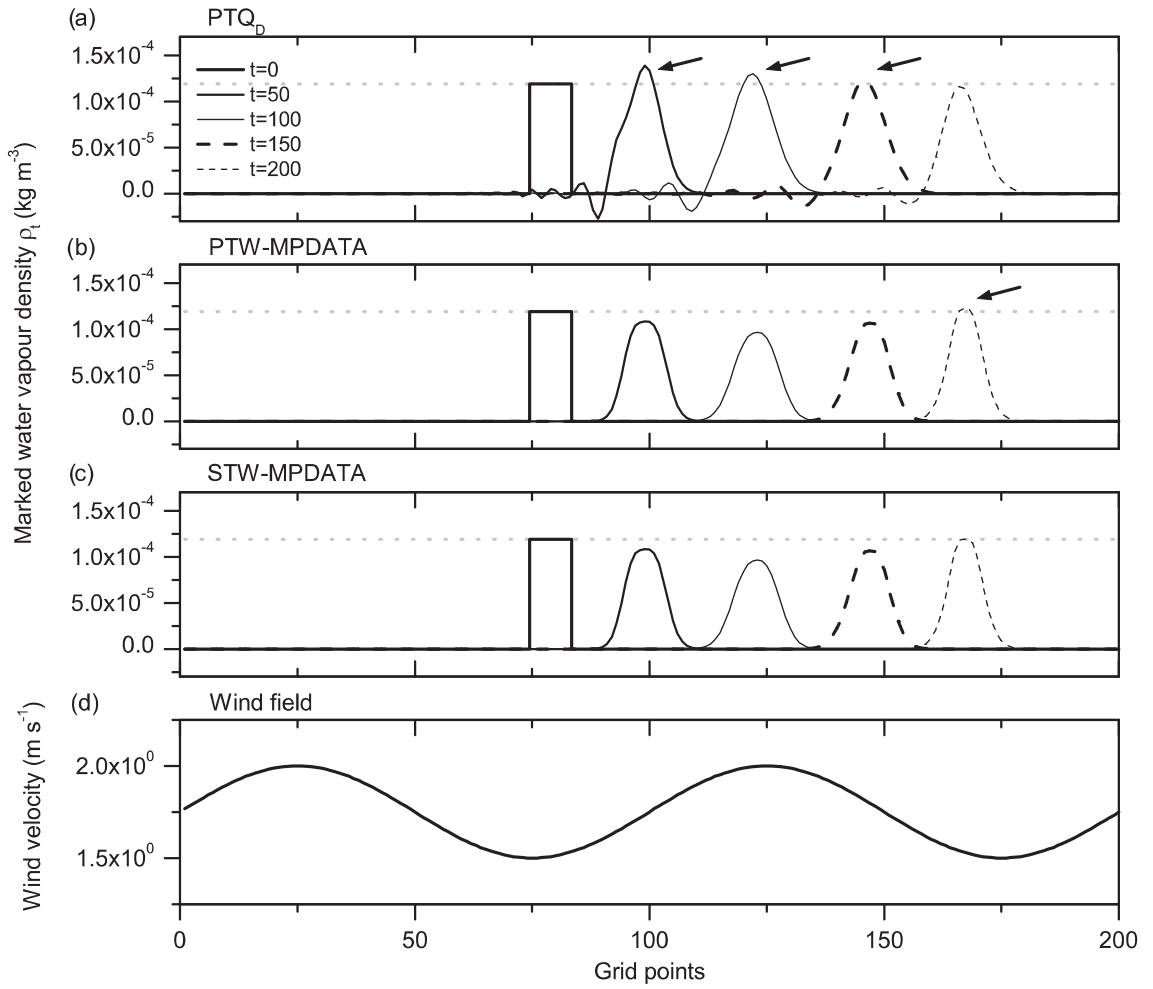 (a) PTQ_D
1.5x10^-4
1.0x10^-4
5.0x10^-5
0.0
t=0
t=50
t=100
t=150
t=200
(b) PTW-MPDATA
1.5x10^-4
1.0x10^-4
5.0x10^-5
0.0
(c) STW-MPDATA
1.5x10^-4
1.0x10^-4
5.0x10^-5
0.0
Marked water vapour density ρ_t (kg m^-3)
(d) Wind field
2.0x10^0
1.5x10^0
Wind velocity (m s^-1)
0 50 100 150 200
Grid points